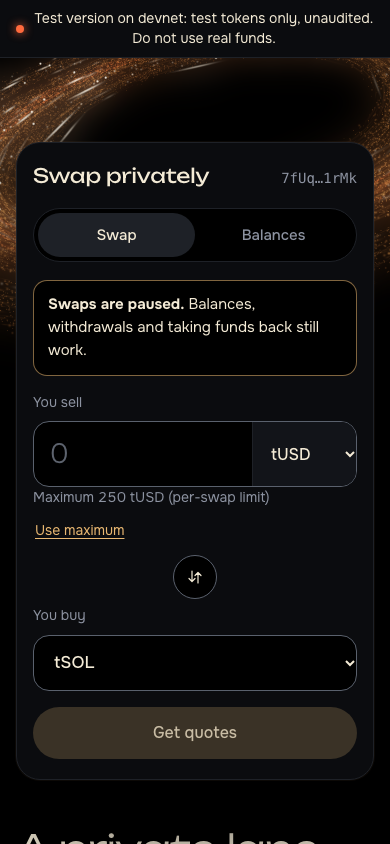 Test version on devnet: test tokens only, unaudited.
Do not use real funds.
Swap privately
7fUq…1rMk
Swap
Balances
Swaps are paused. Balances,
withdrawals and taking funds back still
work.
You sell
0
tUSD
Maximum 250 tUSD (per-swap limit)
Use maximum
You buy
tSOL
Get quotes
A private lane